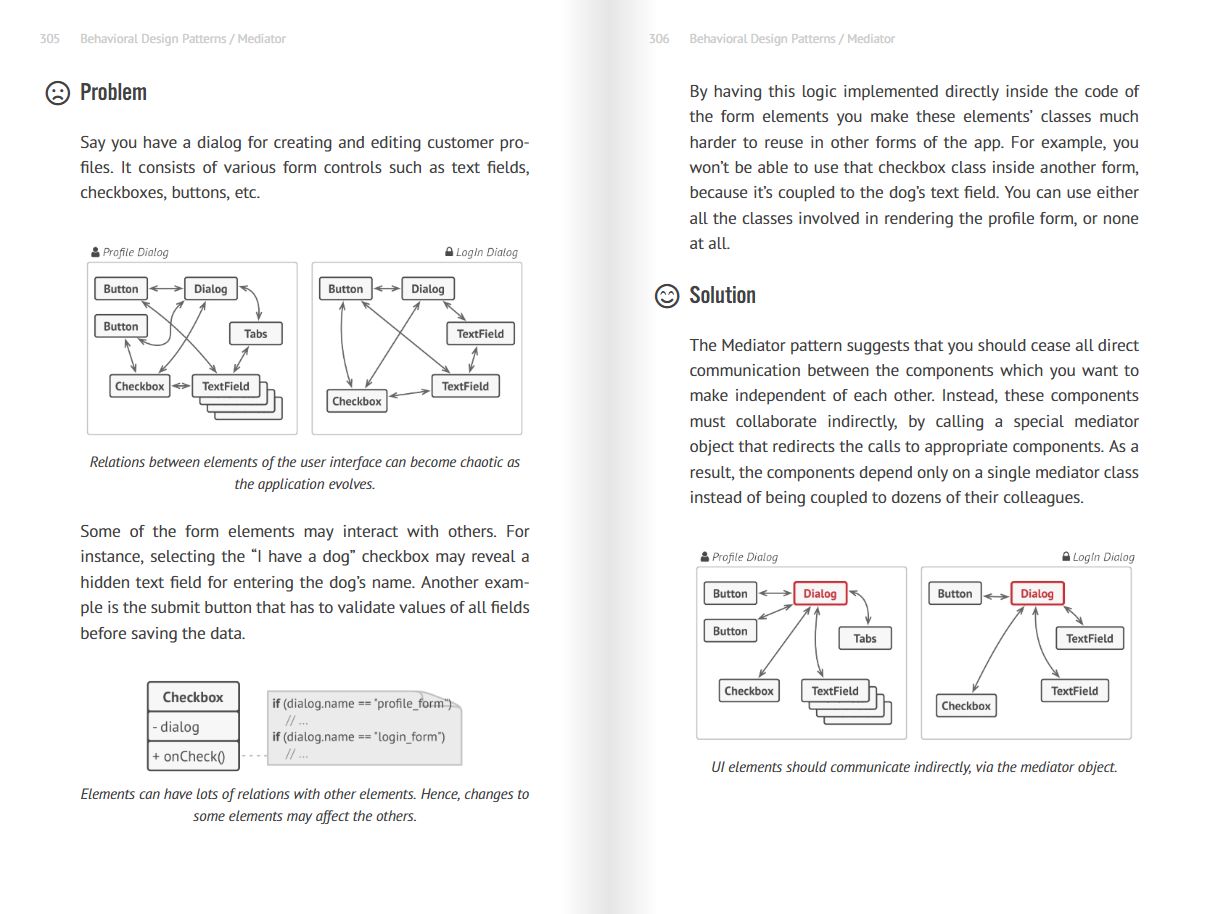 305 Behavioral Design Patterns / Mediator
Problem
Say you have a dialog for creating and editing customer pro-
files. It consists of various form controls such as text fields,
checkboxes, buttons, etc.
Profile Dialog
Button
Dialog
Button
Tabs
Checkbox
TextField
LogIn Dialog
Button
Dialog
TextField
TextField
Checkbox
Relations between elements of the user interface can become chaotic as
the application evolves.
Some of the form elements may interact with others. For
instance, selecting the “I have a dog” checkbox may reveal a
hidden text field for entering the dog’s name. Another exam-
ple is the submit button that has to validate values of all fields
before saving the data.
Checkbox
- dialog
+ onCheck()
if (dialog.name == "profile_form")
// ...
if (dialog.name == "login_form")
// ...
Elements can have lots of relations with other elements. Hence, changes to
some elements may affect the others.
306 Behavioral Design Patterns / Mediator
By having this logic implemented directly inside the code of
the form elements you make these elements’ classes much
harder to reuse in other forms of the app. For example, you
won’t be able to use that checkbox class inside another form,
because it’s coupled to the dog’s text field. You can use either
all the classes involved in rendering the profile form, or none
at all.
Solution
The Mediator pattern suggests that you should cease all direct
communication between the components which you want to
make independent of each other. Instead, these components
must collaborate indirectly, by calling a special mediator
object that redirects the calls to appropriate components. As a
result, the components depend only on a single mediator class
instead of being coupled to dozens of their colleagues.
Profile Dialog
Button
Dialog
Button
Tabs
Checkbox
TextField
LogIn Dialog
Button
Dialog
TextField
TextField
Checkbox
UI elements should communicate indirectly, via the mediator object.